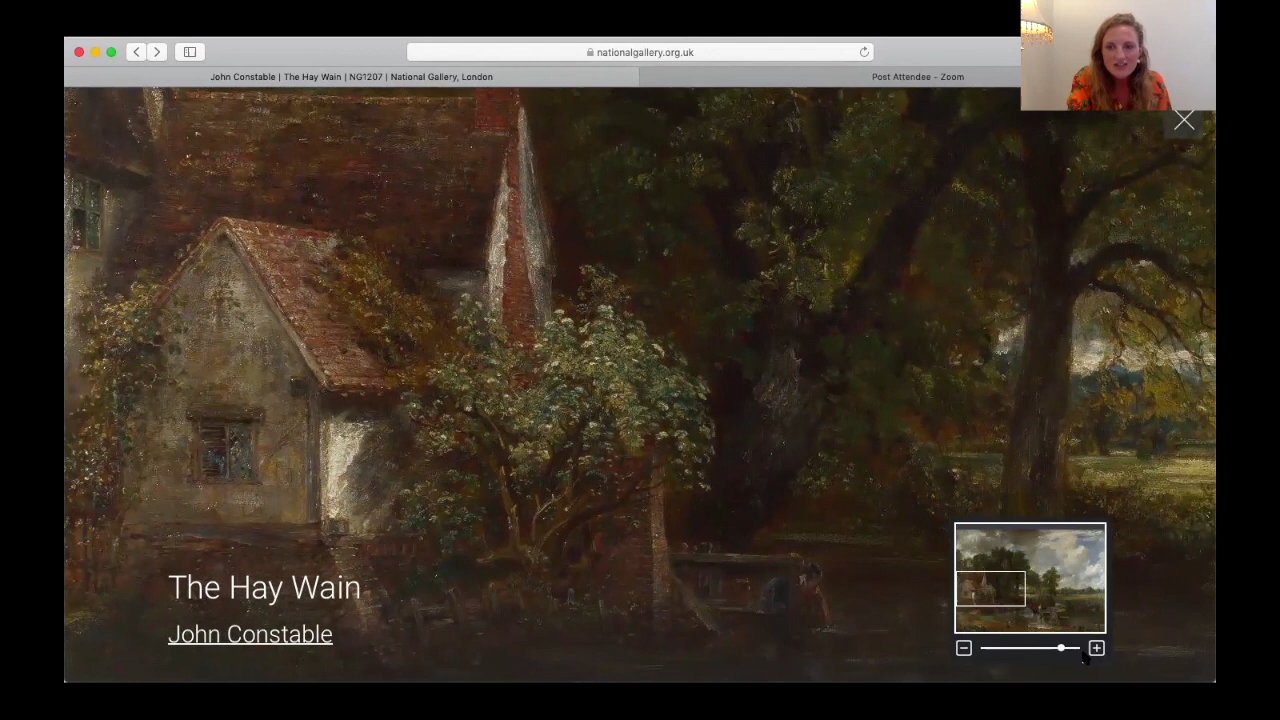 nationalgallery.org.uk
John Constable | The Hay Wain | NG1207 | National Gallery, London
Post Attendee - Zoom
The Hay Wain
John Constable